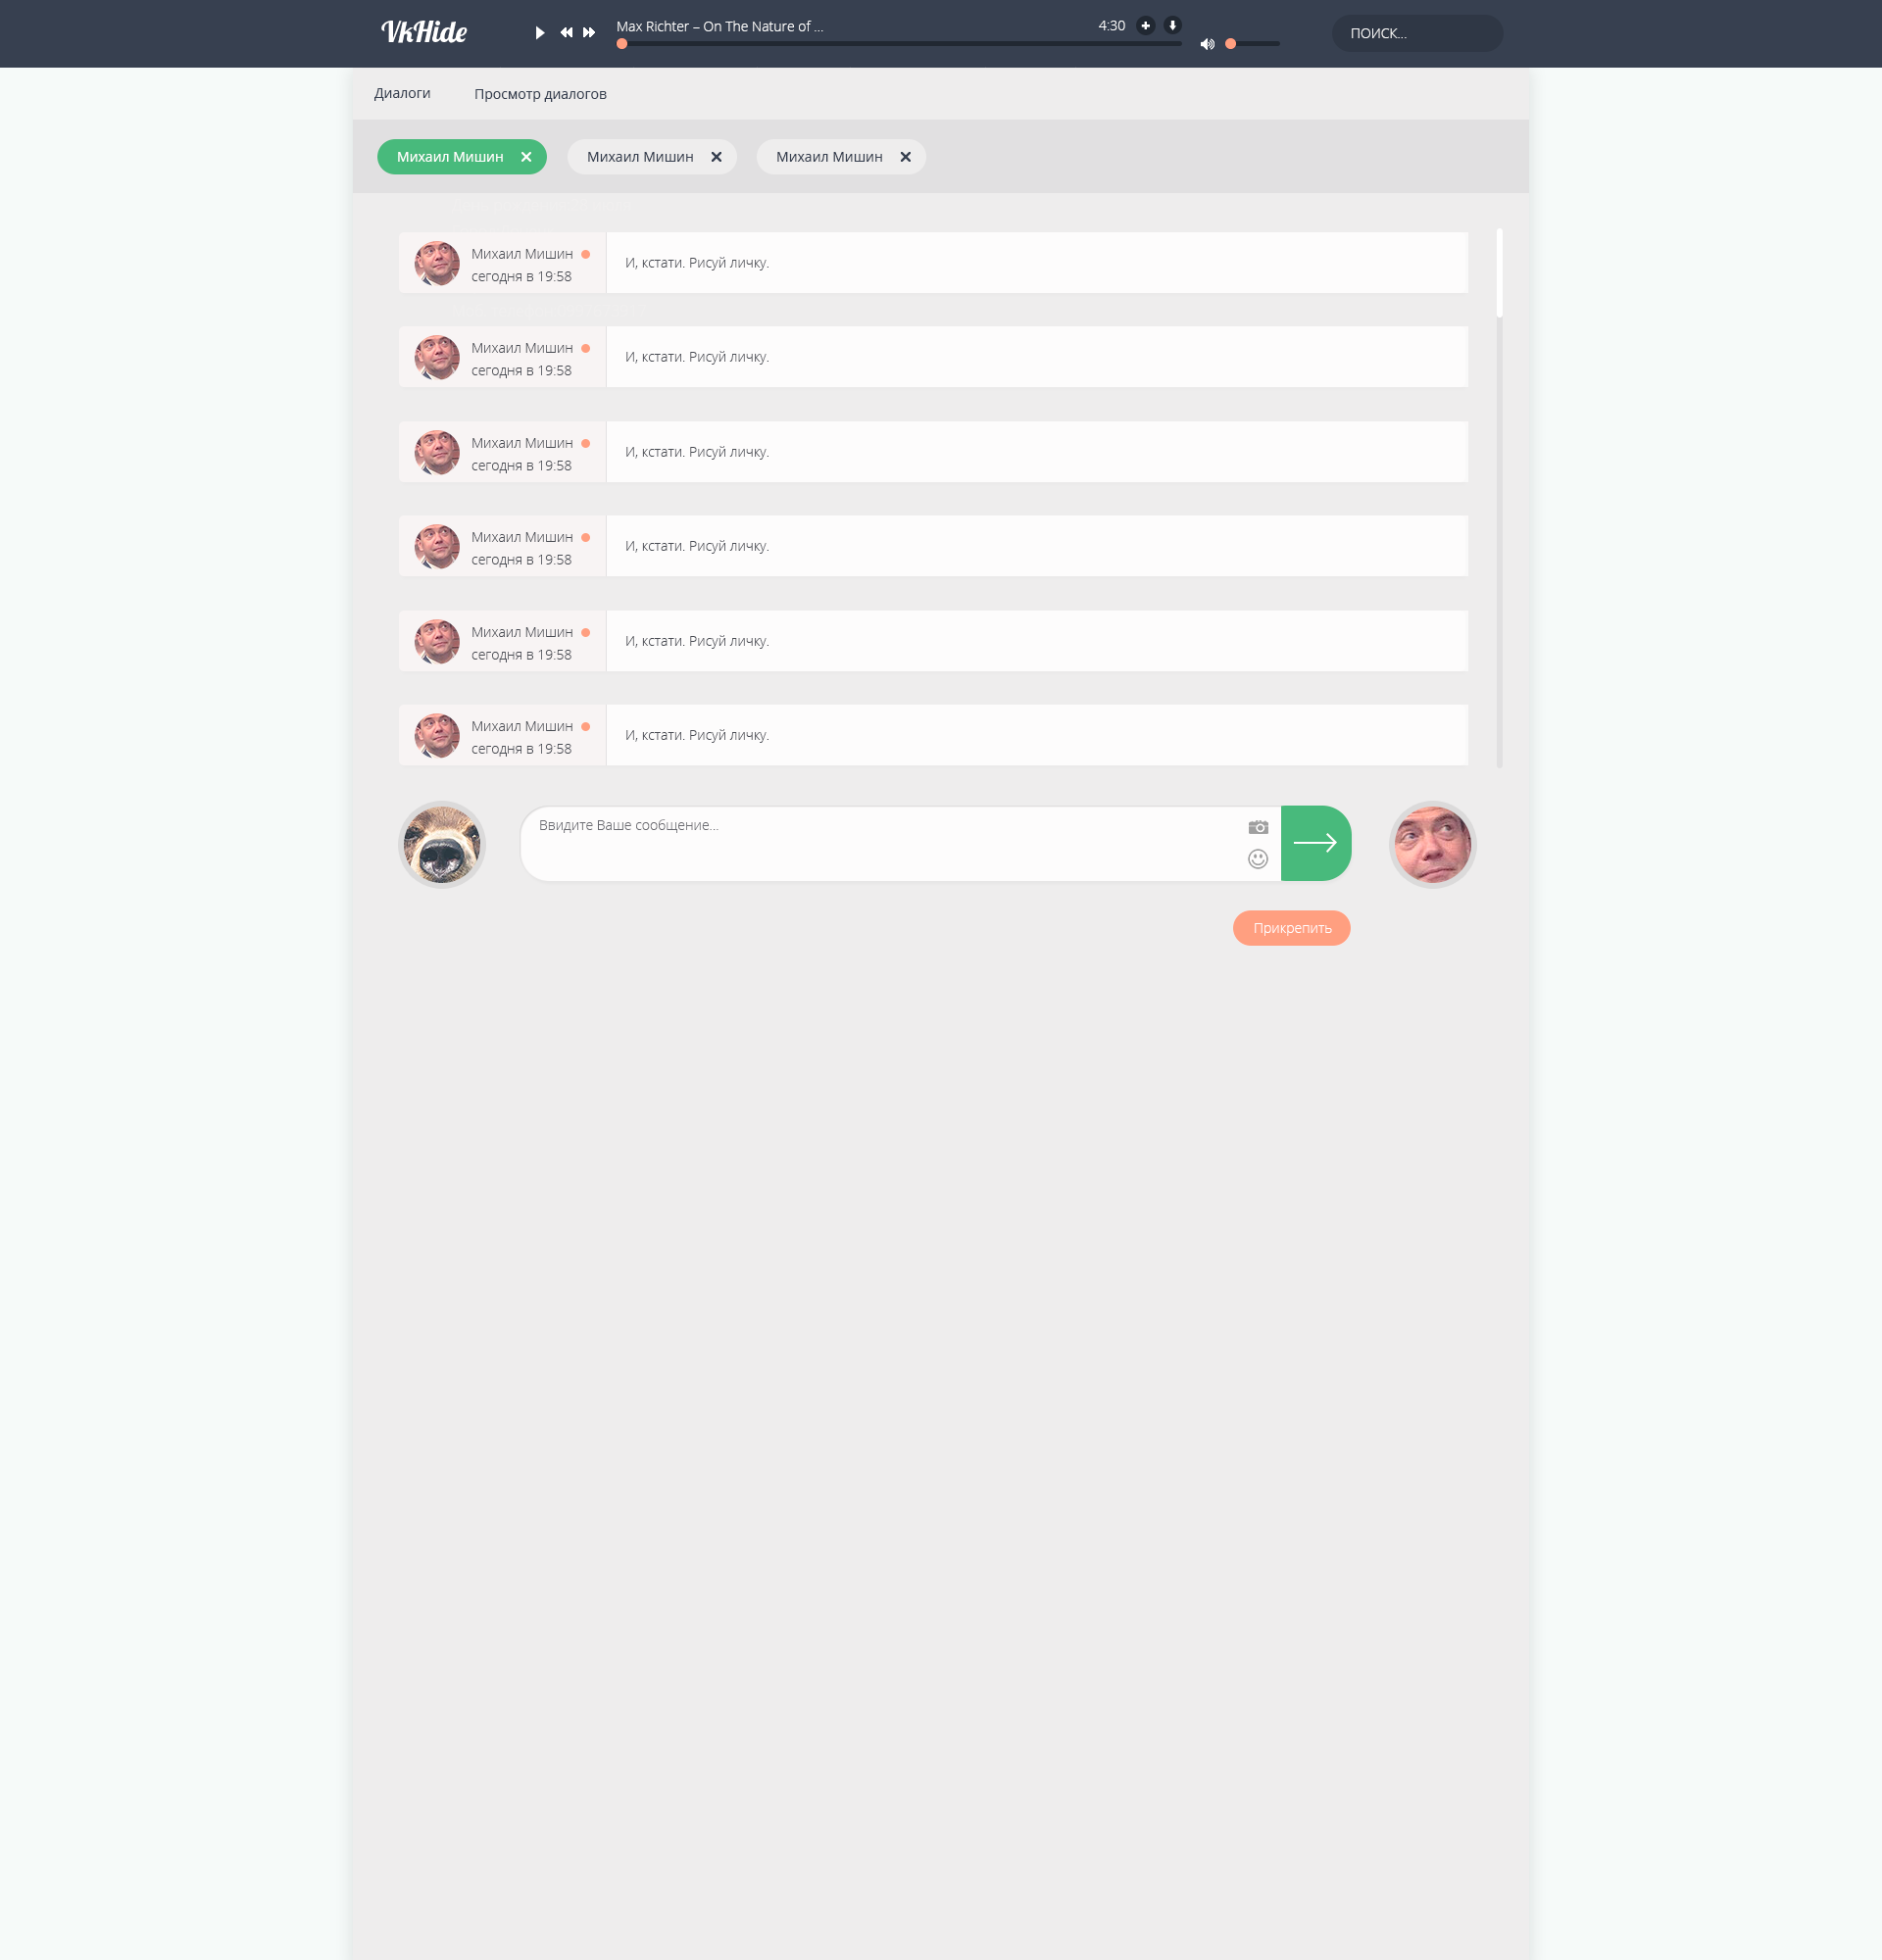 VkHide
Max Richter – On The Nature of ...
4:30
ПОИСК...
Диалоги
Просмотр диалогов
Михаил Мишин
Михаил Мишин
Михаил Мишин
Михаил Мишин
сегодня в 19:58
И, кстати. Рисуй личку.
Михаил Мишин
сегодня в 19:58
И, кстати. Рисуй личку.
Михаил Мишин
сегодня в 19:58
И, кстати. Рисуй личку.
Михаил Мишин
сегодня в 19:58
И, кстати. Рисуй личку.
Михаил Мишин
сегодня в 19:58
И, кстати. Рисуй личку.
Михаил Мишин
сегодня в 19:58
И, кстати. Рисуй личку.
Ввидите Ваше сообщение...
Прикрепить